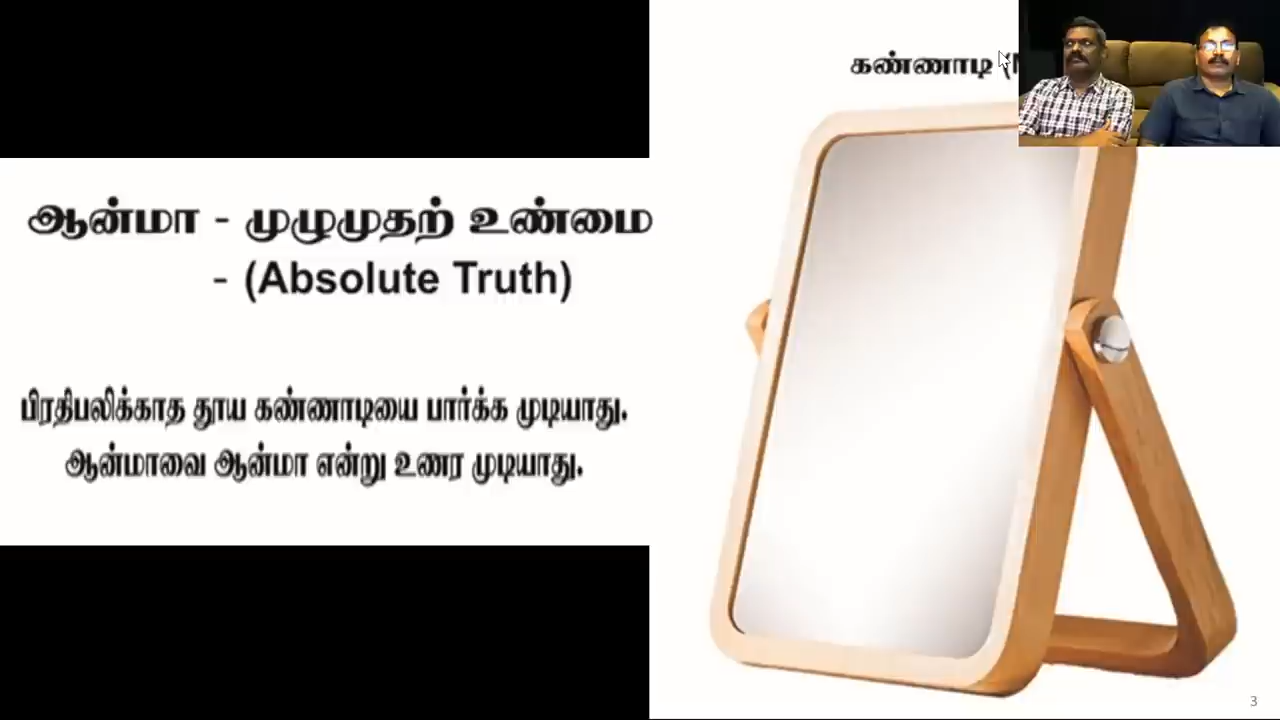 கண்ணாடி
ஆன்மா - முழுமுதற் உண்மை
- (Absolute Truth)
பிரதிபலிக்காத தூய கண்ணாடியை பார்க்க முடியாது.
ஆன்மாவை ஆன்மா என்று உணர முடியாது.
3